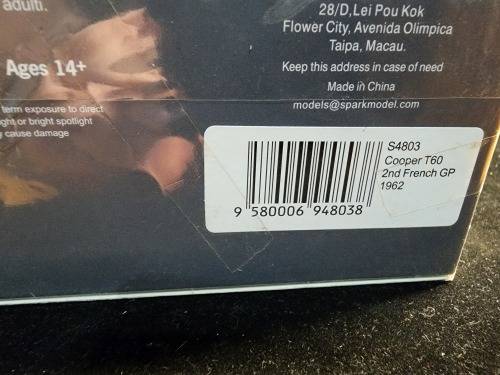 adulti.
Ages 14+
term exposure to direct
ght or bright spotlight
y cause damage
28/D, Lei Pou Kok
Flower City, Avenida Olimpica
Taipa, Macau.
Keep this address in case of need
Made in China
models@sparkmodel.com
S4803
Cooper T60
2nd French GP
1962
9 580006 948038